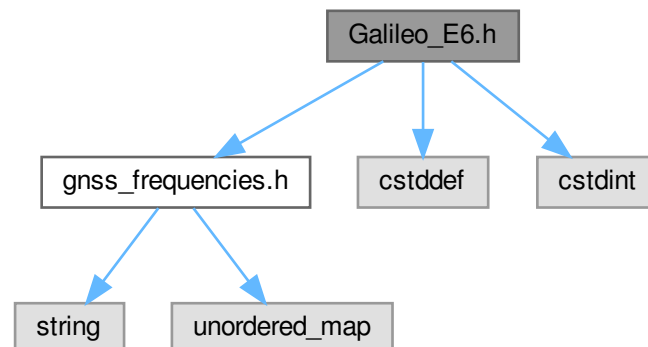 Galileo_E6.h
gnss_frequencies.h
cstddef
cstdint
string
unordered_map